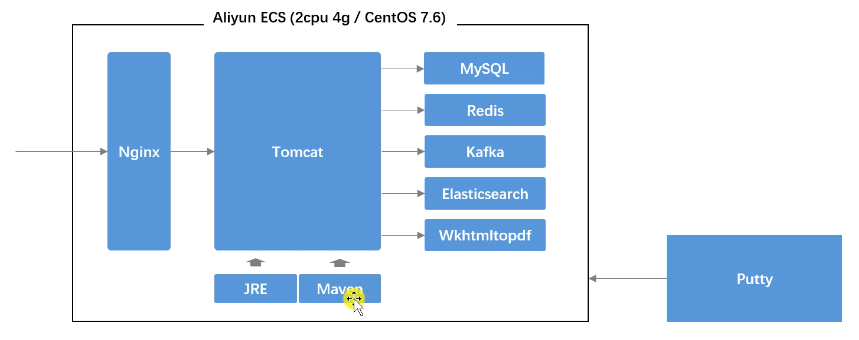 Aliyun ECS (2cpu 4g / CentOS 7.6)
Nginx
Tomcat
MySQL
Redis
Kafka
Elasticsearch
Wkhtmltopdf
JRE
Maven
Putty